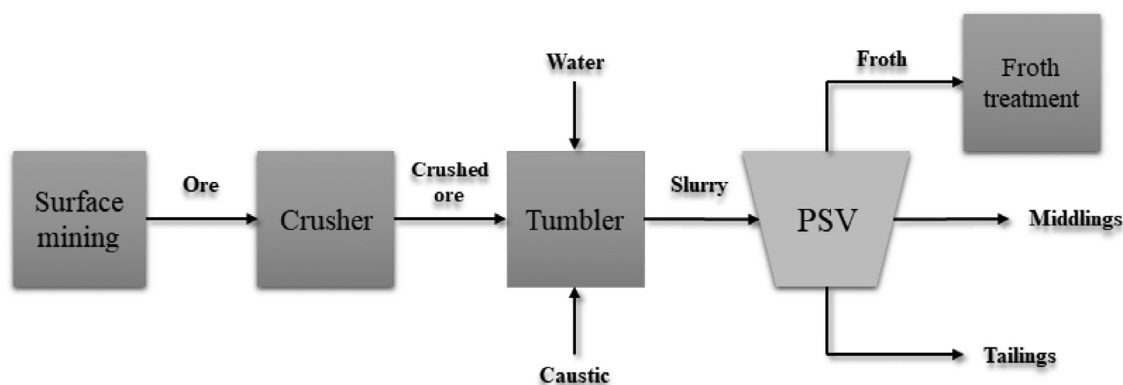 Surface
mining
Ore
Crusher
Crushed
ore
Water
Tumbler
Caustic
Slurry
PSV
Froth
Froth
treatment
Middlings
Tailings